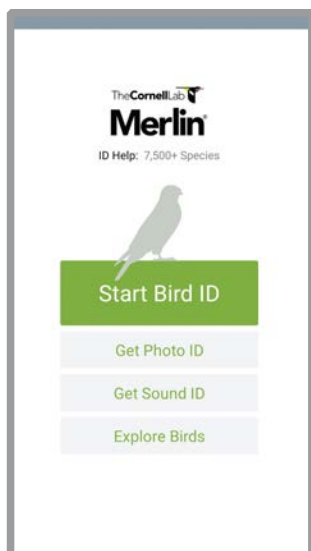 TheCornellLab
Merlin
ID Help: 7,500+ Species
Start Bird ID
Get Photo ID
Get Sound ID
Explore Birds